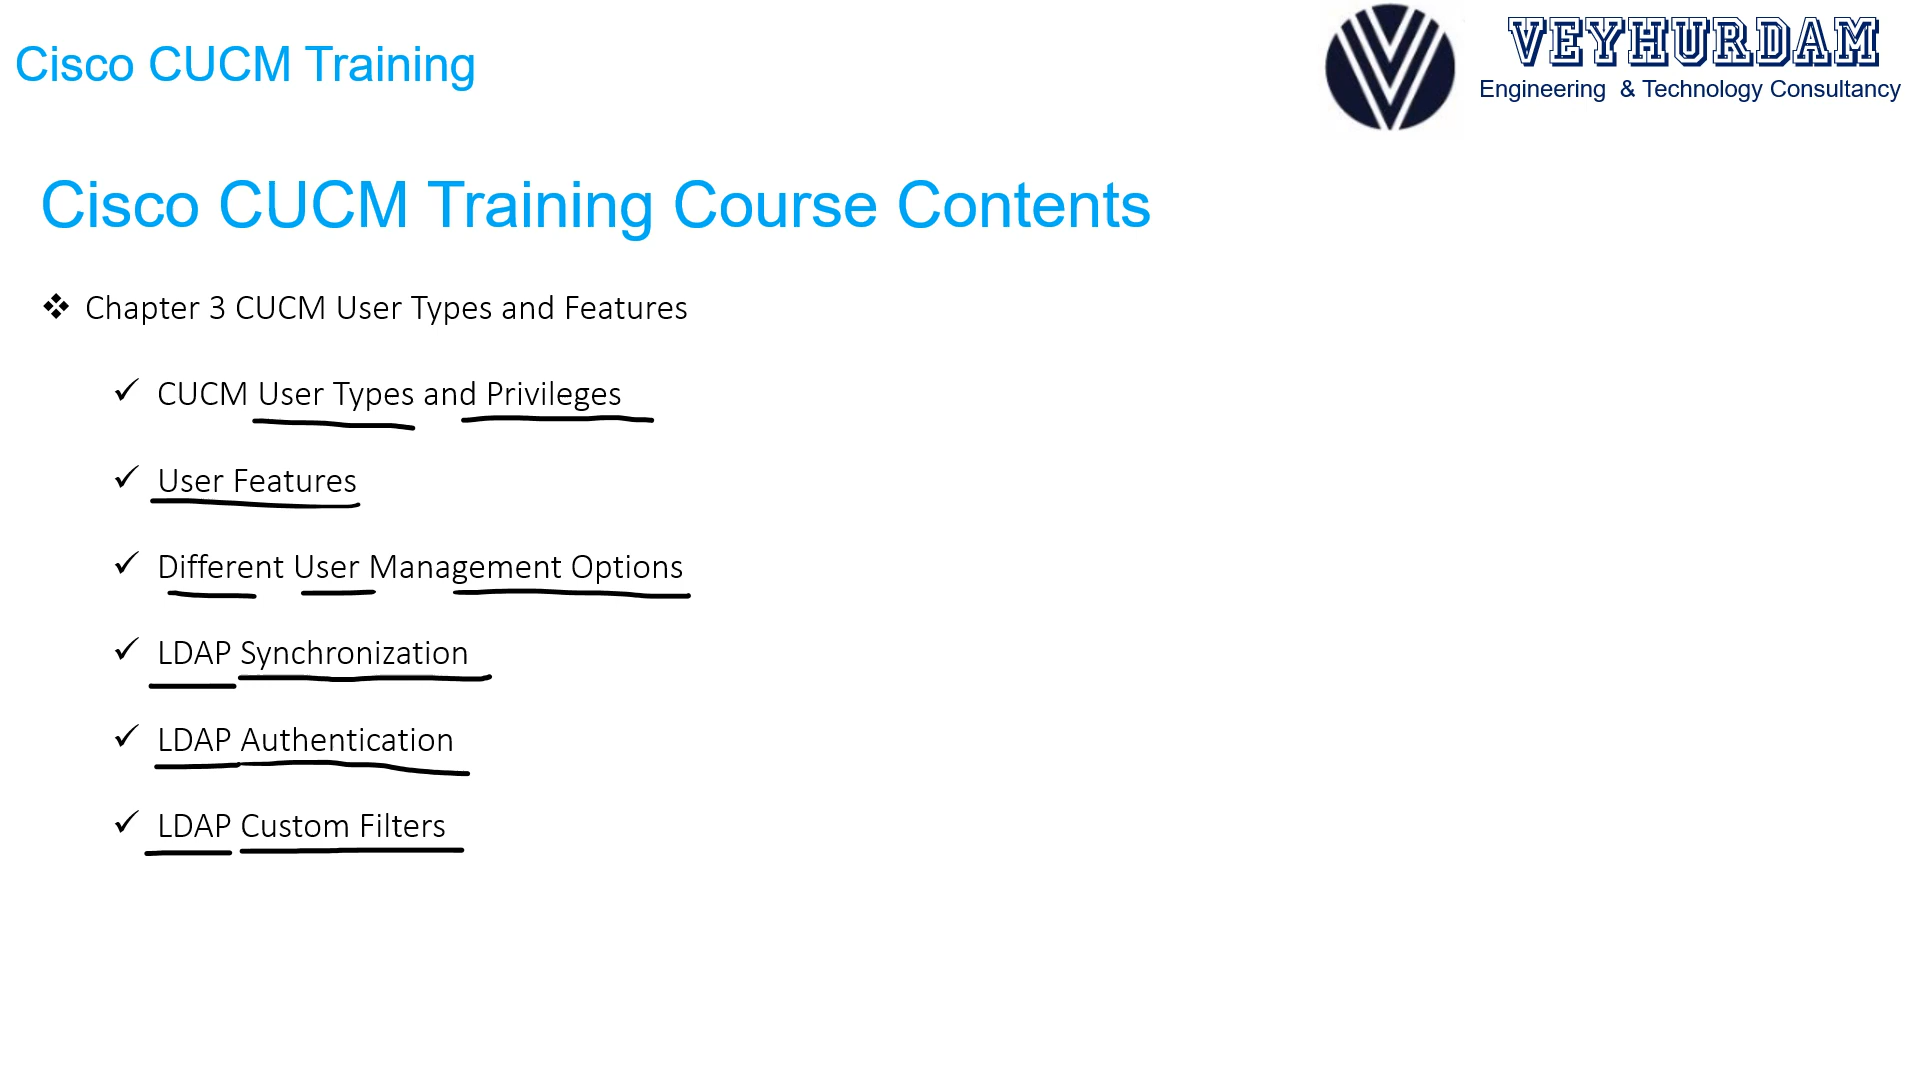 Cisco CUCM Training
VEYHURDAM
Engineering & Technology Consultancy
Cisco CUCM Training Course Contents
❖ Chapter 3 CUCM User Types and Features
✓ CUCM User Types and Privileges
✓ User Features
✓ Different User Management Options
✓ LDAP Synchronization
✓ LDAP Authentication
✓ LDAP Custom Filters